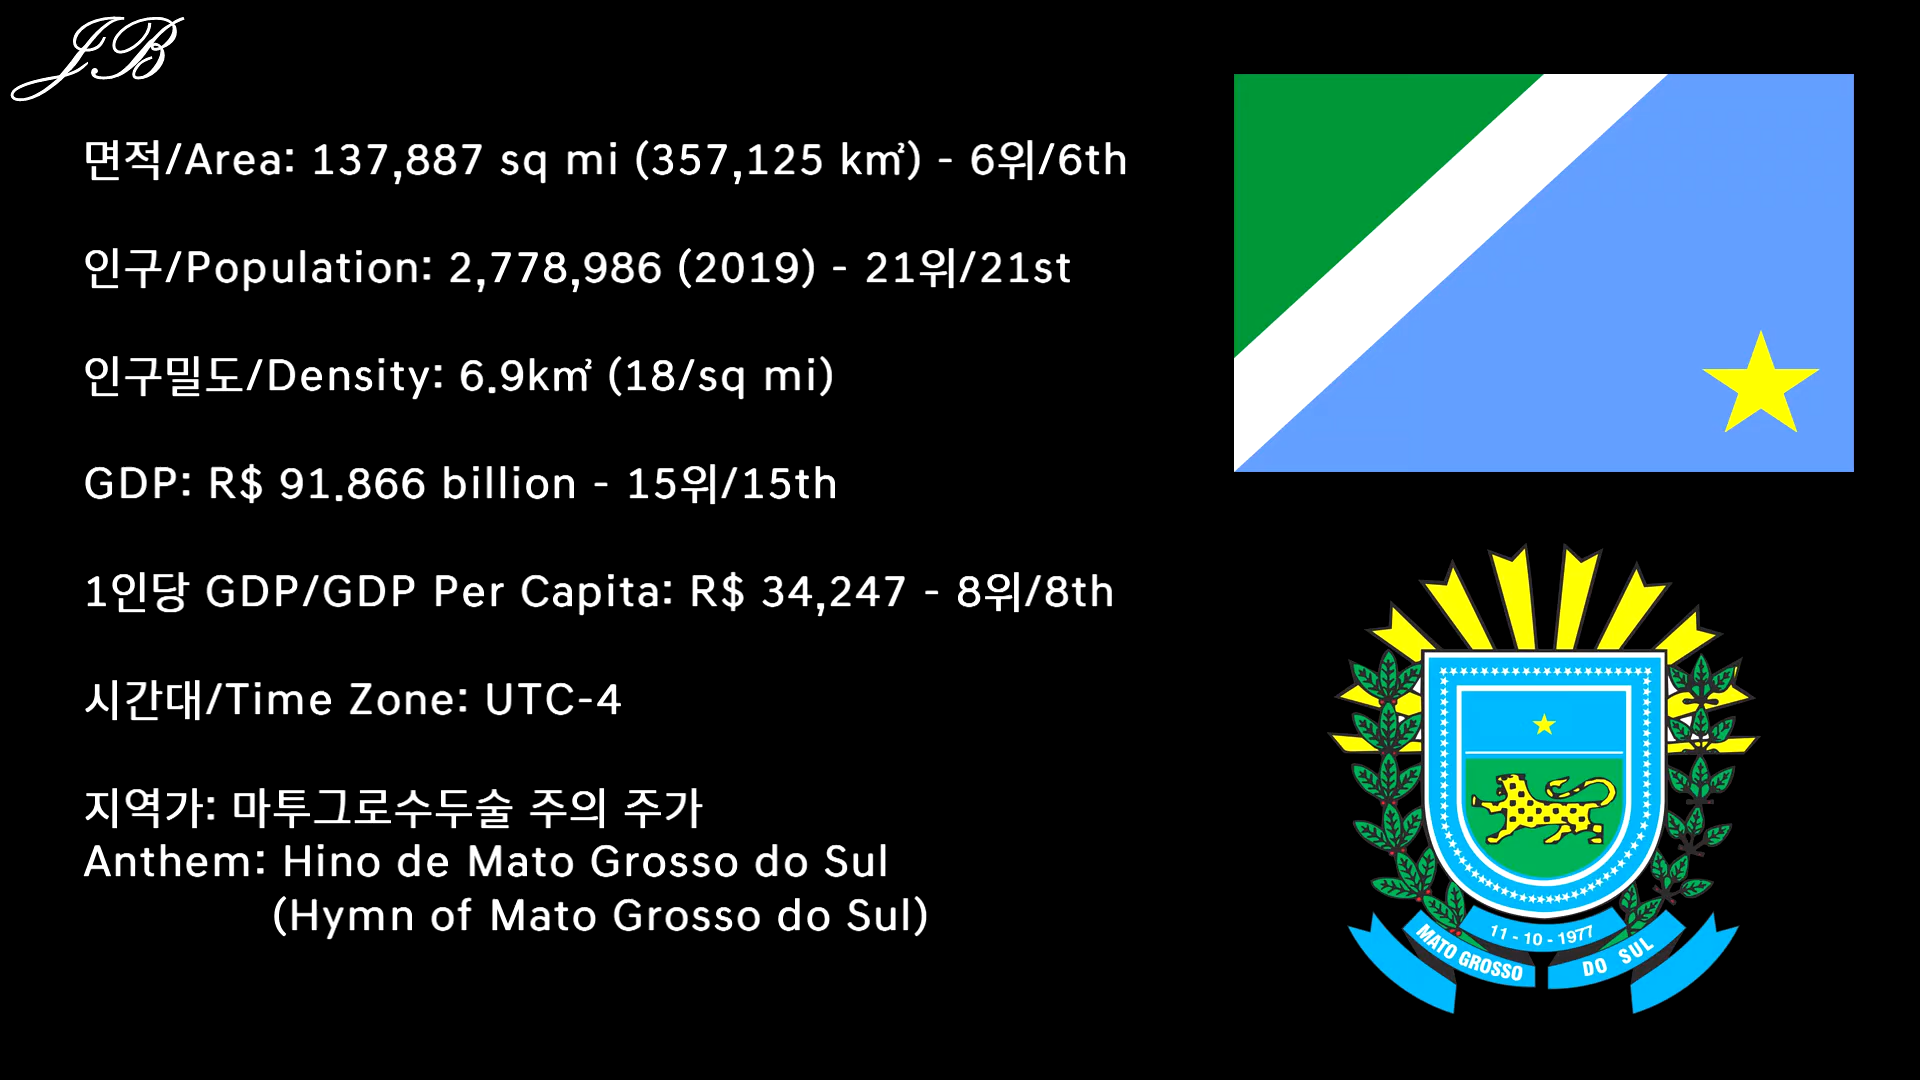 JB
면적/Area: 137,887 sq mi (357,125 ㎢) - 6위/6th
인구/Population: 2,778,986 (2019) - 21위/21st
인구밀도/Density: 6.9㎢ (18/sq mi)
GDP: R$ 91.866 billion - 15위/15th
1인당 GDP/GDP Per Capita: R$ 34,247 - 8위/8th
시간대/Time Zone: UTC-4
지역가: 마투그로수두술 주의 주가
Anthem: Hino de Mato Grosso do Sul
(Hymn of Mato Grosso do Sul)
11 - 10 - 1977
MATO GROSSO DO SUL